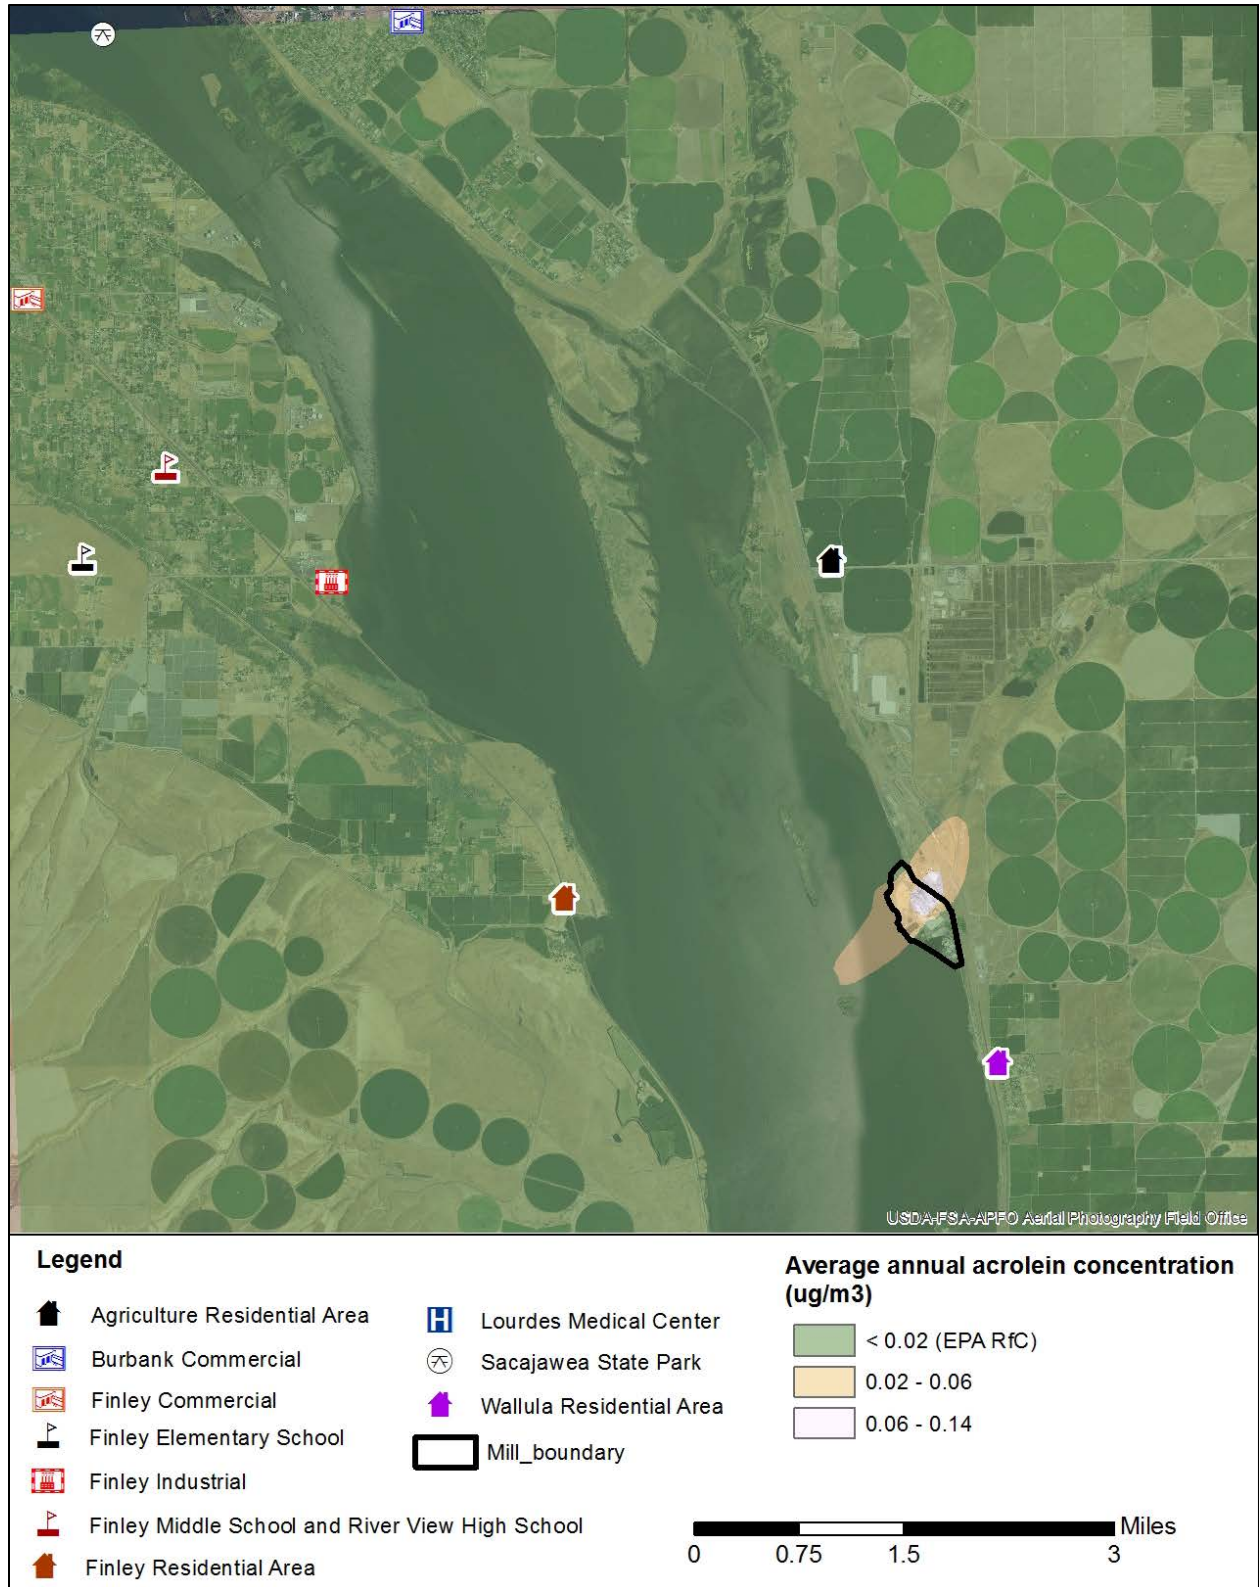 USDA-FSA-APFO Aerial Photography Field Office
Legend
Agriculture Residential Area
Burbank Commercial
Finley Commercial
Finley Elementary School
Finley Industrial
Finley Middle School and River View High School
Finley Residential Area
H Lourdes Medical Center
Sacajawea State Park
Wallula Residential Area
Mill_boundary
Average annual acrolein concentration
(ug/m3)
< 0.02 (EPA RfC)
0.02 - 0.06
0.06 - 0.14
Miles
0 0.75 1.5 3